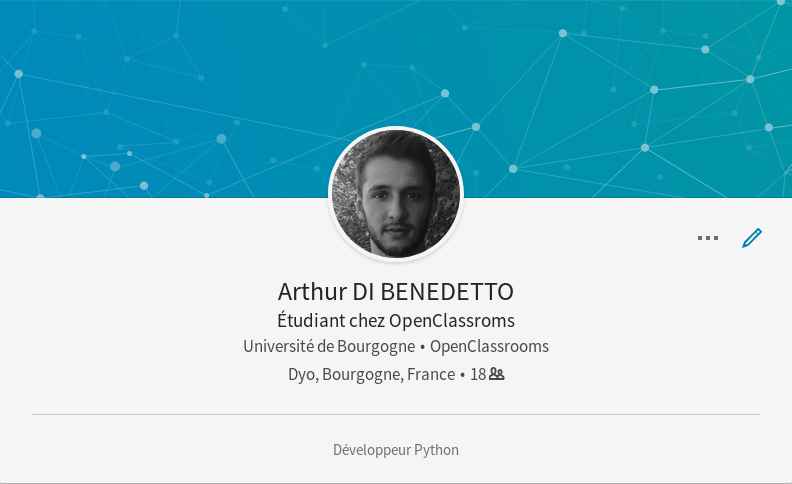 Arthur DI BENEDETTO
Étudiant chez OpenClassroms
Université de Bourgogne • OpenClassrooms
Dyo, Bourgogne, France • 18
Développeur Python